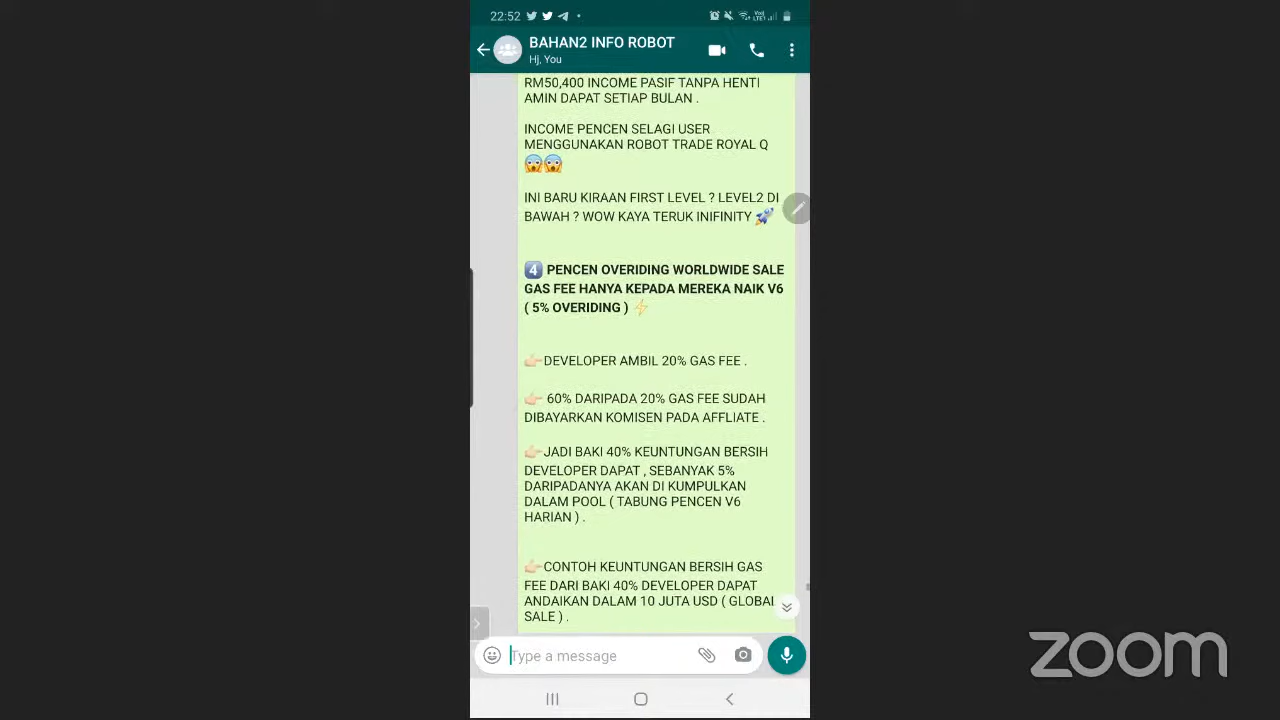 22:52
BAHAN2 INFO ROBOT
Hj, You
RM50,400 INCOME PASIF TANPA HENTI
AMIN DAPAT SETIAP BULAN .
INCOME PENCEN SELAGI USER
MENGGUNAKAN ROBOT TRADE ROYAL Q
😱😱
INI BARU KIRAAN FIRST LEVEL ? LEVEL2 DI
BAWAH ? WOW KAYA TERUK INIFINITY 🚀
4️⃣ PENCEN OVERIDING WORLDWIDE SALE
GAS FEE HANYA KEPADA MEREKA NAIK V6
( 5% OVERIDING ) ⚡
👉🏻DEVELOPER AMBIL 20% GAS FEE .
👉🏻 60% DARIPADA 20% GAS FEE SUDAH
DIBAYARKAN KOMISEN PADA AFFLIATE .
👉🏻JADI BAKI 40% KEUNTUNGAN BERSIH
DEVELOPER DAPAT , SEBANYAK 5%
DARIPADANYA AKAN DI KUMPULKAN
DALAM POOL ( TABUNG PENCEN V6
HARIAN ) .
👉🏻CONTOH KEUNTUNGAN BERSIH GAS
FEE DARI BAKI 40% DEVELOPER DAPAT
ANDAIKAN DALAM 10 JUTA USD ( GLOBAL
SALE ) .
Type a message
zoom